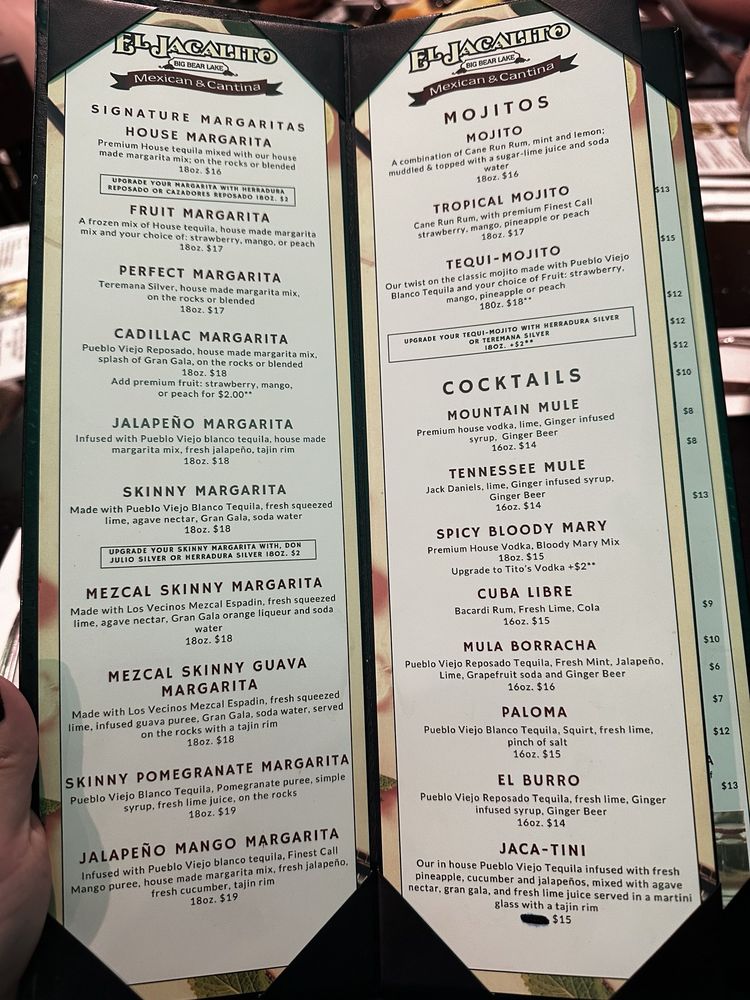 EL JACALITO
BIG BEAR LAKE
Mexican & Cantina
SIGNATURE MARGARITAS
HOUSE MARGARITA
Premium House tequila mixed with our house
made margarita mix; on the rocks or blended
18oz. $16
UPGRADE YOUR MARGARITA WITH HERRADURA
REPOSADO OR CAZADORES REPOSADO 18OZ. $2
FRUIT MARGARITA
A frozen mix of House tequila, house made margarita
mix and your choice of: strawberry, mango, or peach
18oz. $17
PERFECT MARGARITA
Teremana Silver, house made margarita mix,
on the rocks or blended
18oz. $17
CADILLAC MARGARITA
Pueblo Viejo Reposado, house made margarita mix,
splash of Gran Gala, on the rocks or blended
18oz. $18
Add premium fruit: strawberry, mango,
or peach for $2.00**
JALAPEÑO MARGARITA
Infused with Pueblo Viejo blanco tequila, house made
margarita mix, fresh jalapeño, tajin rim
18oz. $18
SKINNY MARGARITA
Made with Pueblo Viejo Blanco Tequila, fresh squeezed
lime, agave nectar, Gran Gala, soda water
18oz. $18
UPGRADE YOUR SKINNY MARGARITA WITH, DON
JULIO SILVER OR HERRADURA SILVER 18OZ. $2
MEZCAL SKINNY MARGARITA
Made with Los Vecinos Mezcal Espadin, fresh squeezed
lime, agave nectar, Gran Gala orange liqueur and soda
water
18oz. $18
MEZCAL SKINNY GUAVA
MARGARITA
Made with Los Vecinos Mezcal Espadin, fresh squeezed
lime, infused guava puree, Gran Gala, soda water, served
on the rocks with a tajin rim
18oz. $18
SKINNY POMEGRANATE MARGARITA
Pueblo Viejo Blanco Tequila, Pomegranate puree, simple
syrup, fresh lime juice, on the rocks
18oz. $19
JALAPEÑO MANGO MARGARITA
Infused with Pueblo Viejo blanco tequila, Finest Call
Mango puree, house made margarita mix, fresh jalapeño,
fresh cucumber, tajin rim
18oz. $19
EL JACALITO
BIG BEAR LAKE
Mexican & Cantina
MOJITOS
MOJITO
A combination of Cane Run Rum, mint and lemon;
muddled & topped with a sugar-lime juice and soda
water
18oz. $16
TROPICAL MOJITO
Cane Run Rum, with premium Finest Call
strawberry, mango, pineapple or peach
18oz. $17
TEQUI-MOJITO
Our twist on the classic mojito made with Pueblo Viejo
Blanco Tequila and your choice of Fruit: strawberry,
mango, pineapple or peach
180z. $18**
UPGRADE YOUR TEQUI-MOJITO WITH HERRADURA SILVER
OR TEREMANA SILVER
18OZ. +$2**
COCKTAILS
MOUNTAIN MULE
Premium house vodka, lime, Ginger infused
syrup, Ginger Beer
16oz. $14
TENNESSEE MULE
Jack Daniels, lime, Ginger infused syrup,
Ginger Beer
16oz. $14
SPICY BLOODY MARY
Premium House Vodka, Bloody Mary Mix
18oz. $15
Upgrade to Tito's Vodka +$2**
CUBA LIBRE
Bacardi Rum, Fresh Lime, Cola
16oz. $15
MULA BORRACHA
Pueblo Viejo Reposado Tequila, Fresh Mint, Jalapeño,
Lime, Grapefruit soda and Ginger Beer
16oz. $16
PALOMA
Pueblo Viejo Blanco Tequila, Squirt, fresh lime,
pinch of salt
16oz. $15
EL BURRO
Pueblo Viejo Reposado Tequila, fresh lime, Ginger
infused syrup, Ginger Beer
16oz. $14
JACA-TINI
Our in house Pueblo Viejo Tequila infused with fresh
pineapple, cucumber and jalapeños, mixed with agave
nectar, gran gala, and fresh lime juice served in a martini
glass with a tajin rim
$15
$13
$15
$12
$12
$12
$10
$8
$8
$13
$9
$10
$6
$7
$12
$13